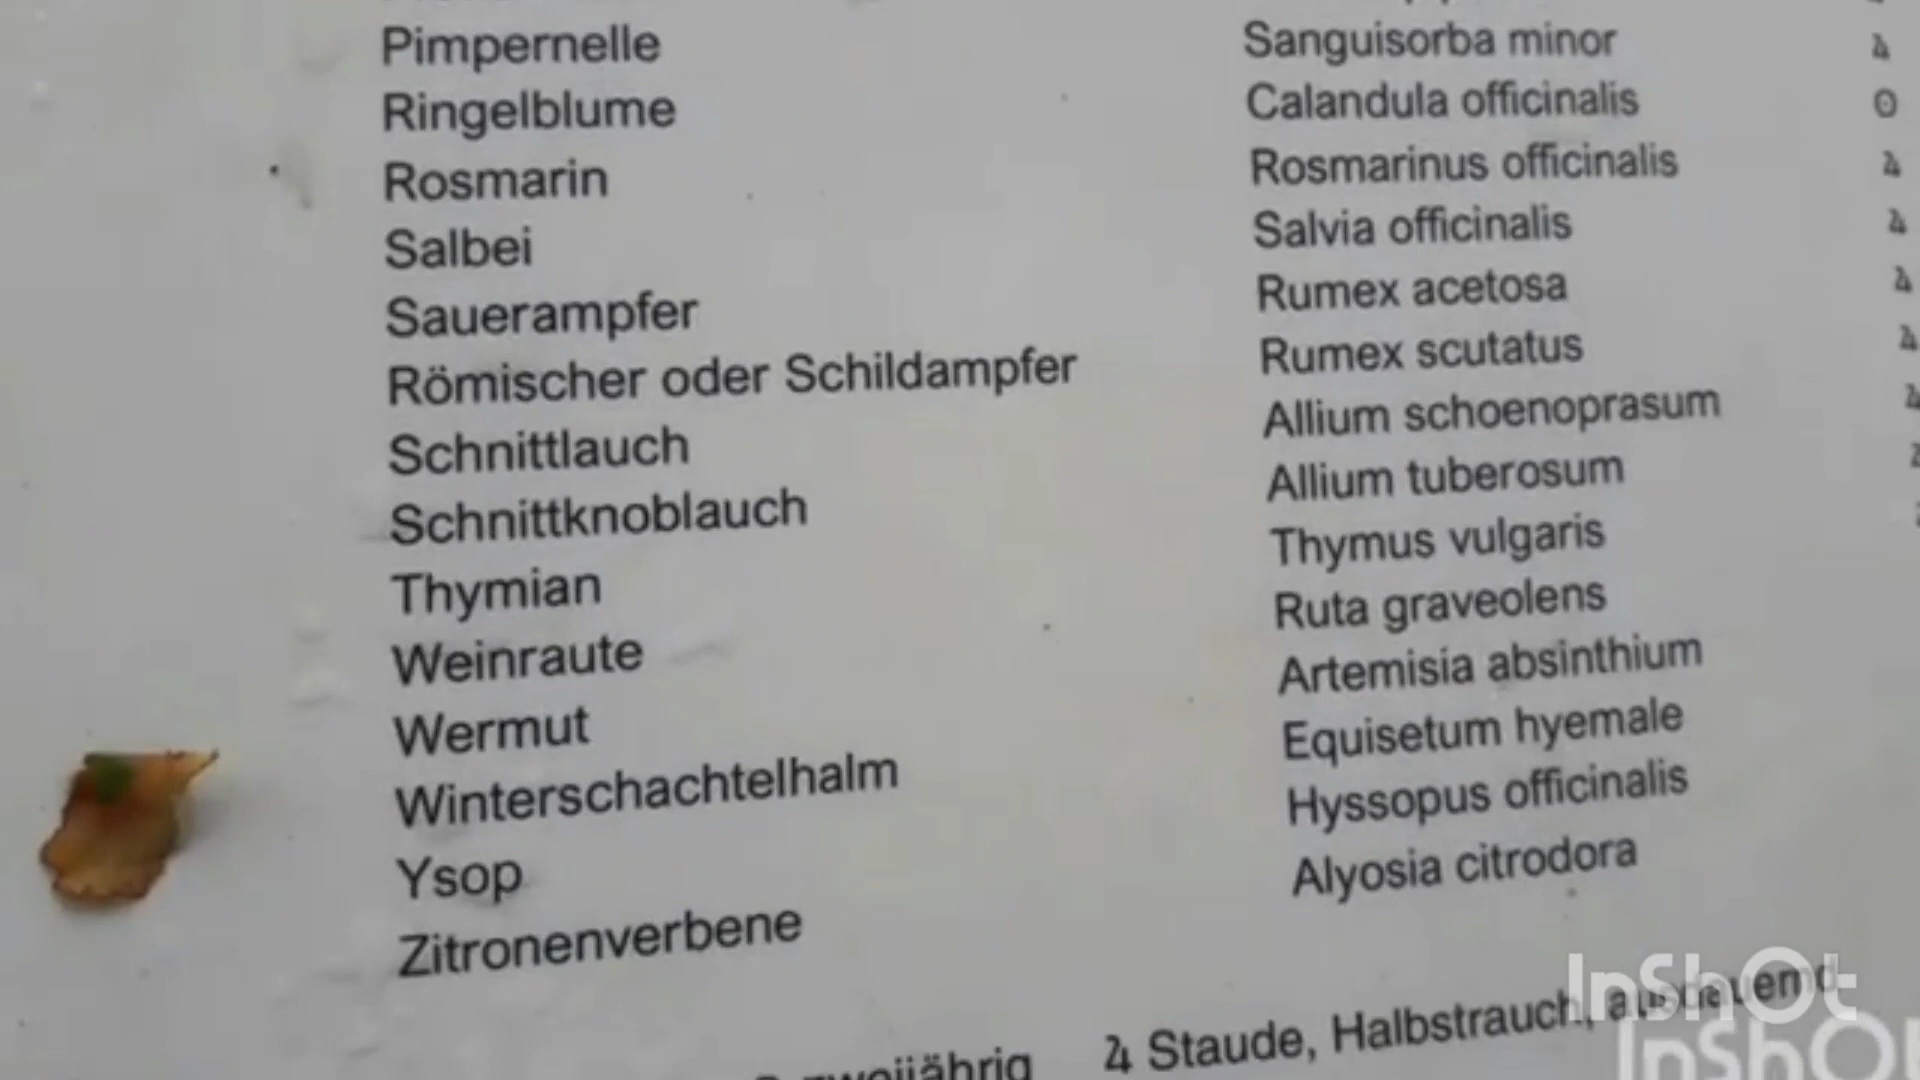 Pimpernelle Sanguisorba minor ♃
Ringelblume Calandula officinalis ⊙
Rosmarin Rosmarinus officinalis ♃
Salbei Salvia officinalis ♃
Sauerampfer Rumex acetosa ♃
Römischer oder Schildampfer Rumex scutatus ♃
Schnittlauch Allium schoenoprasum ♃
Schnittknoblauch Allium tuberosum
Thymian Thymus vulgaris
Weinraute Ruta graveolens
Wermut Artemisia absinthium
Winterschachtelhalm Equisetum hyemale
Ysop Hyssopus officinalis
Zitronenverbene Alyosia citrodora
zweijährig ♃ Staude, Halbstrauch, ausdauernd
InShOt
InShO